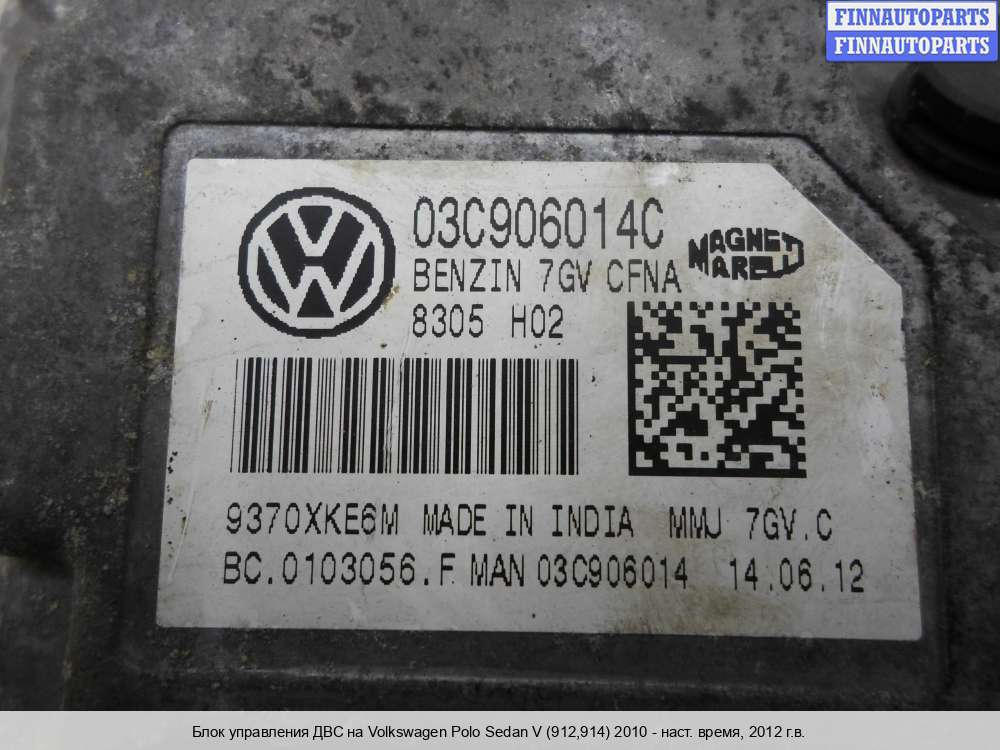 FINNAUTOPARTS
FINNAUTOPARTS
03C906014C
MAGNETI
MARELLI
BENZIN 7GV CFNA
8305 H02
9370XKE6M MADE IN INDIA MMJ 7GV.C
BC.0103056.F MAN 03C906014 14.06.12
Блок управления ДВС на Volkswagen Polo Sedan V (912,914) 2010 - наст. время, 2012 г.в.